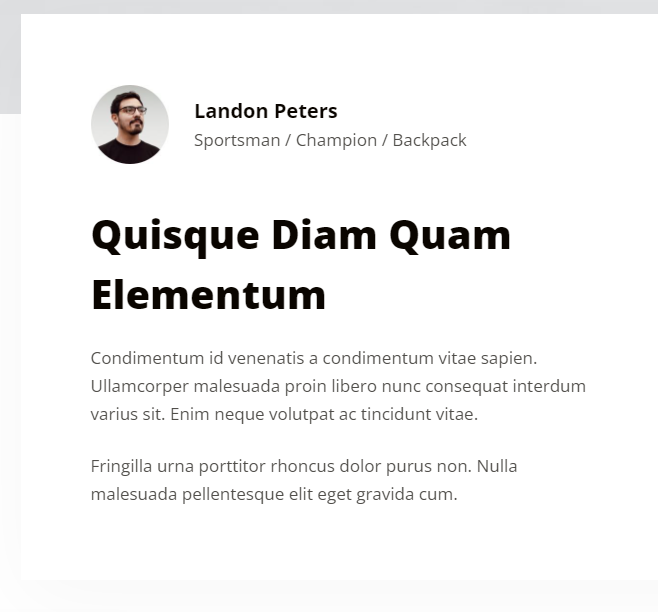 Landon Peters
Sportsman / Champion / Backpack
Quisque Diam Quam
Elementum
Condimentum id venenatis a condimentum vitae sapien.
Ullamcorper malesuada proin libero nunc consequat interdum
varius sit. Enim neque volutpat ac tincidunt vitae.
Fringilla urna porttitor rhoncus dolor purus non. Nulla
malesuada pellentesque elit eget gravida cum.